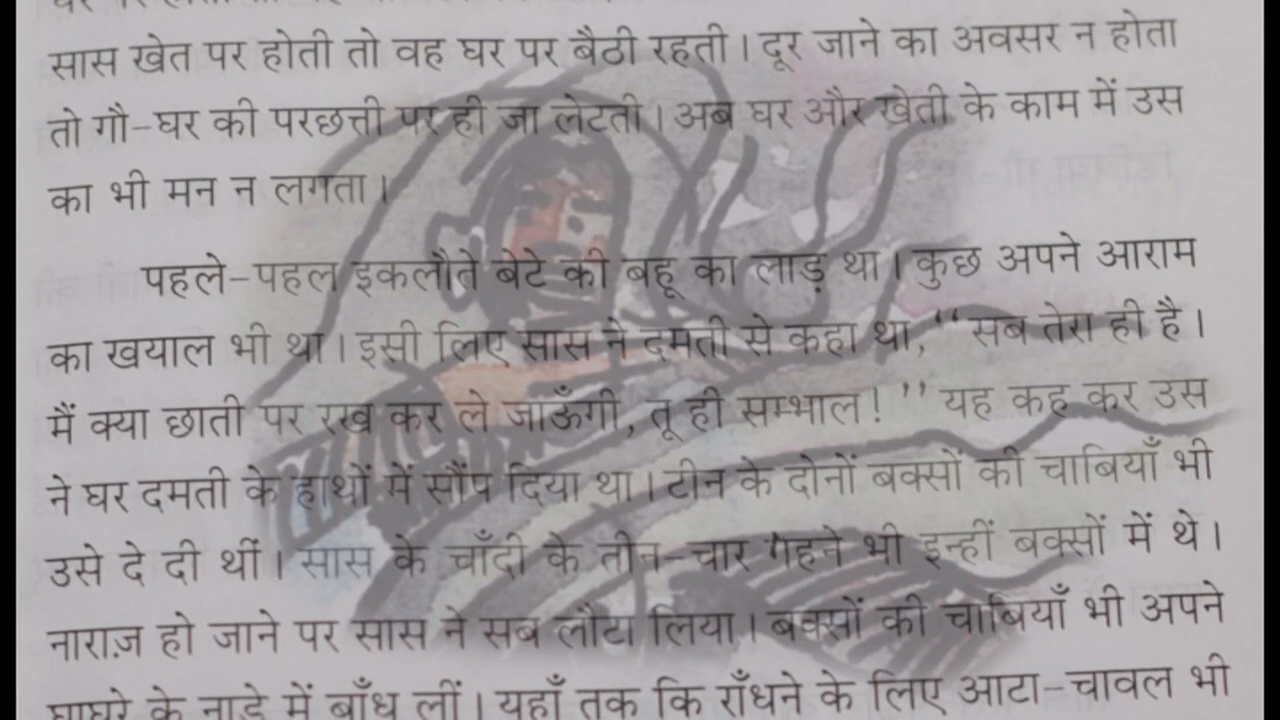 सास खेत पर होती तो वह घर पर बैठी रहती। दूर जाने का अवसर न होता
तो गौ-घर की परछत्ती पर ही जा लेटती। अब घर और खेती के काम में उस
का भी मन न लगता।
पहले-पहल इकलौते बेटे की बहू का लाड़ था। कुछ अपने आराम
का खयाल भी था। इसी लिए सास ने दमती से कहा था, ‘‘सब तेरा ही है।
मैं क्या छाती पर रख कर ले जाऊँगी, तू ही सम्भाल!’’ यह कह कर उस
ने घर दमती के हाथों में सौंप दिया था। टीन के दोनों बक्सों की चाबियाँ भी
उसे दे दी थीं। सास के चाँदी के तीन-चार गहने भी इन्हीं बक्सों में थे।
नाराज़ हो जाने पर सास ने सब लौटा लिया। बक्सों की चाबियाँ भी अपने
घाघरे के नाड़े में बाँध लीं। यहाँ तक कि राँधने के लिए आटा-चावल भी